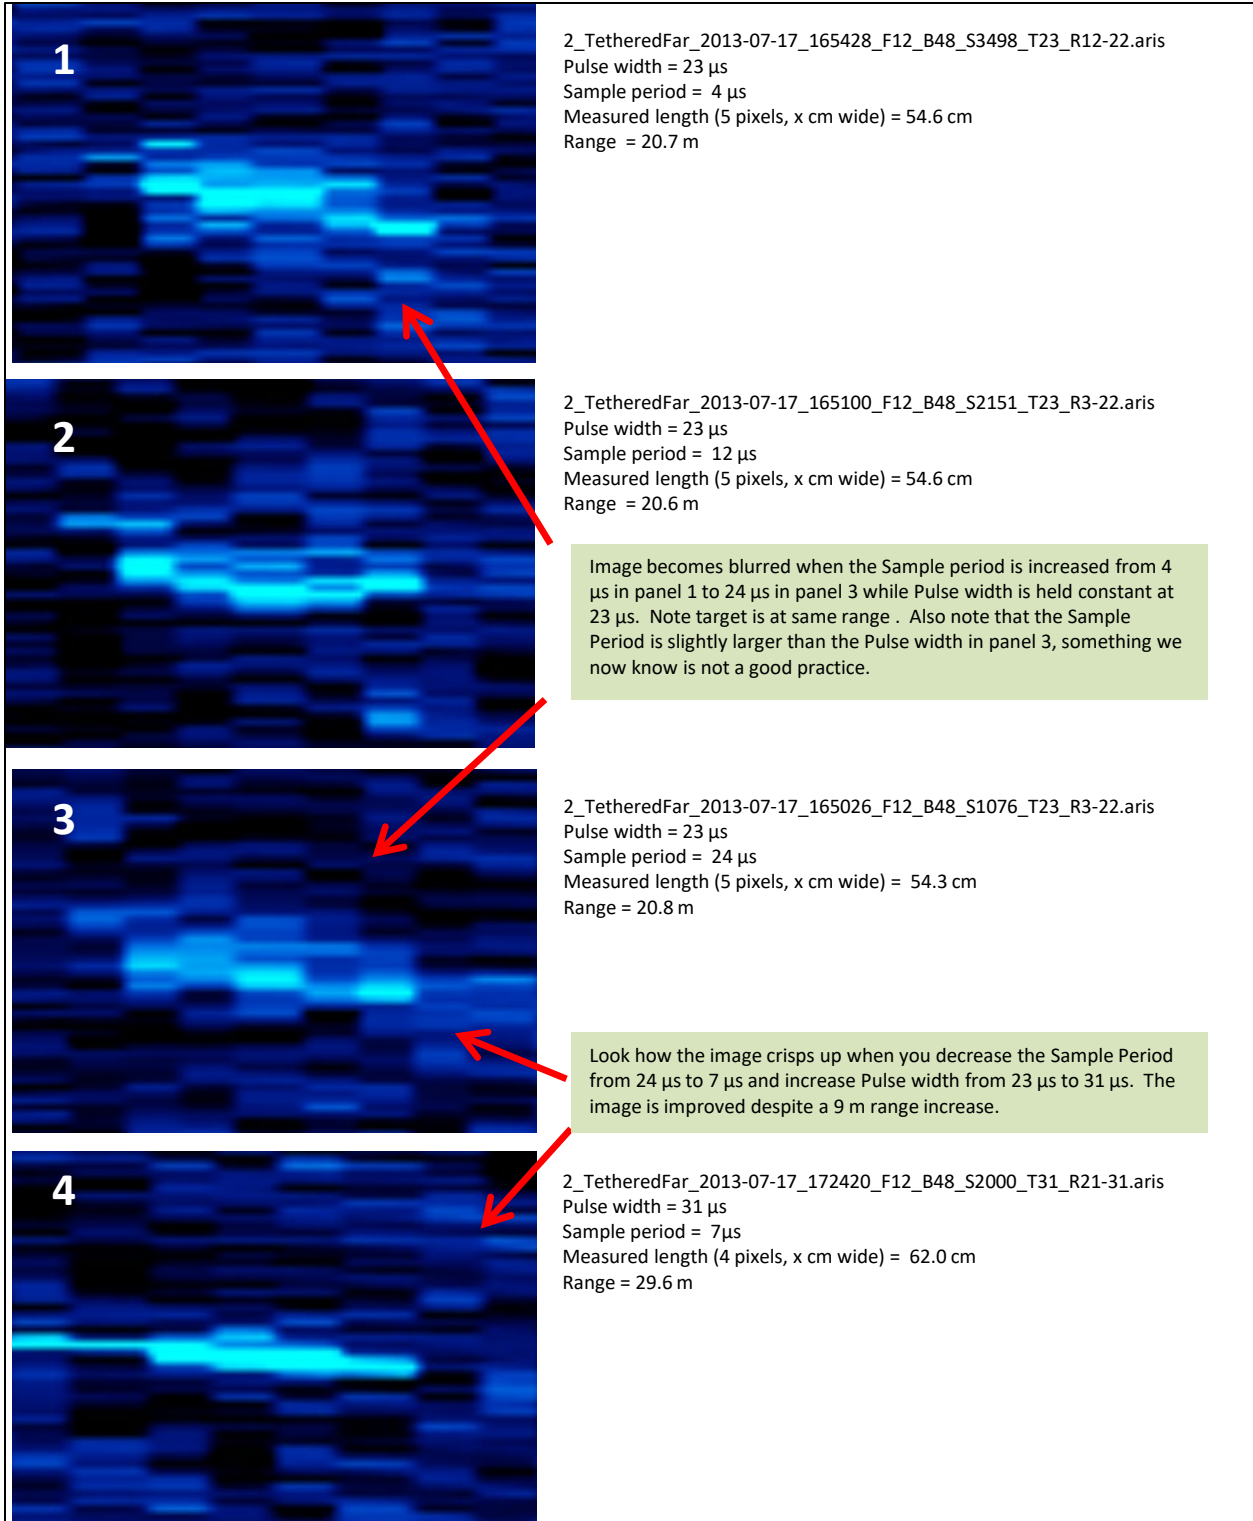 1
2_TetheredFar_2013-07-17_165428_F12_B48_S3498_T23_R12-22.aris
Pulse width = 23 µs
Sample period =  4 µs
Measured length (5 pixels, x cm wide) = 54.6 cm
Range  = 20.7 m
2
2_TetheredFar_2013-07-17_165100_F12_B48_S2151_T23_R3-22.aris
Pulse width = 23 µs
Sample period =  12 µs
Measured length (5 pixels, x cm wide) = 54.6 cm
Range  = 20.6 m
Image becomes blurred when the Sample period is increased from 4
µs in panel 1 to 24 µs in panel 3 while Pulse width is held constant at
23 µs.  Note target is at same range .  Also note that the Sample
Period is slightly larger than the Pulse width in panel 3, something we
now know is not a good practice.
3
2_TetheredFar_2013-07-17_165026_F12_B48_S1076_T23_R3-22.aris
Pulse width = 23 µs
Sample period =  24 µs
Measured length (5 pixels, x cm wide) =  54.3 cm
Range = 20.8 m
Look how the image crisps up when you decrease the Sample Period
from 24 µs to 7 µs and increase Pulse width from 23 µs to 31 µs.  The
image is improved despite a 9 m range increase.
4
2_TetheredFar_2013-07-17_172420_F12_B48_S2000_T31_R21-31.aris
Pulse width = 31 µs
Sample period =  7µs
Measured length (4 pixels, x cm wide) =  62.0 cm
Range = 29.6 m